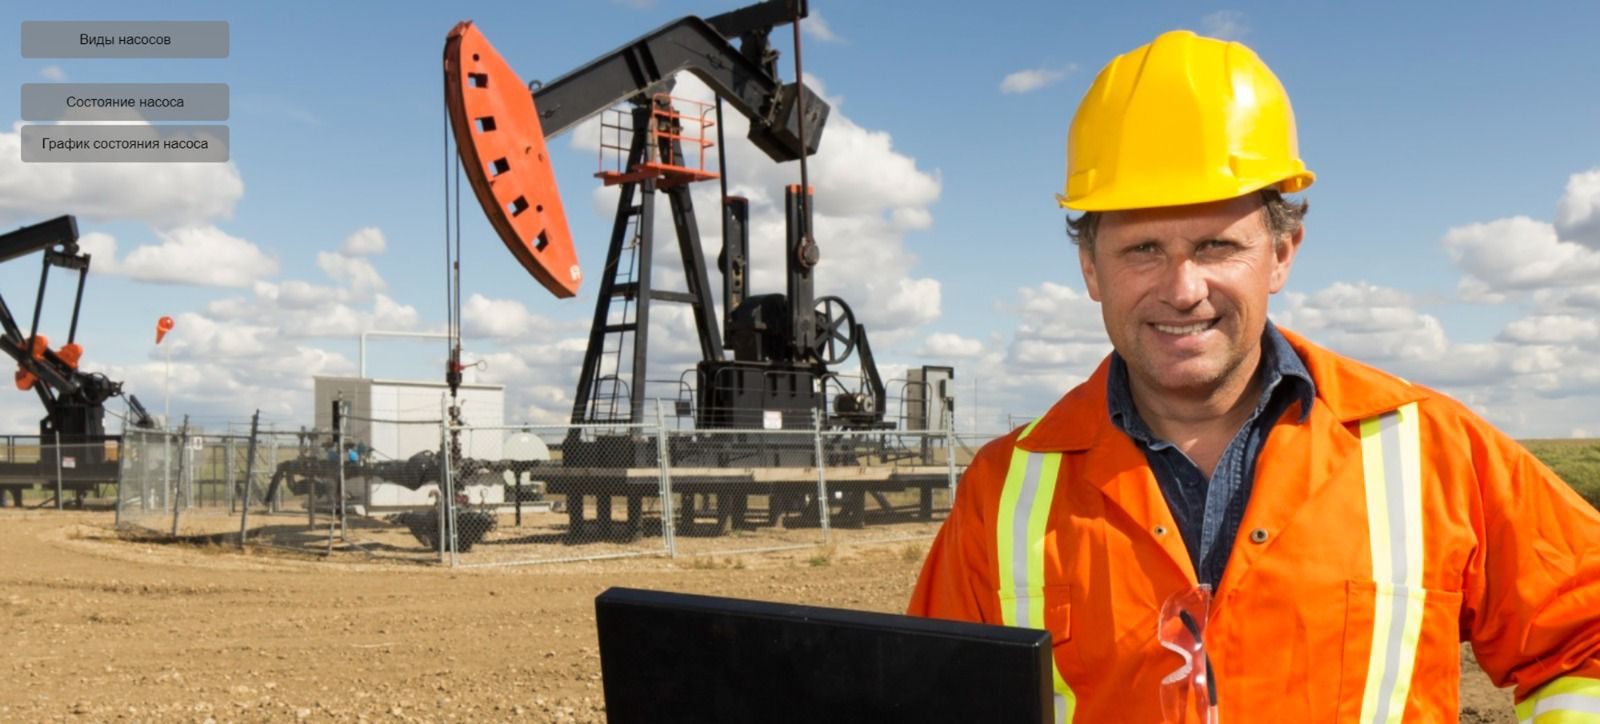 Виды насосов
Состояние насоса
График состояния насоса